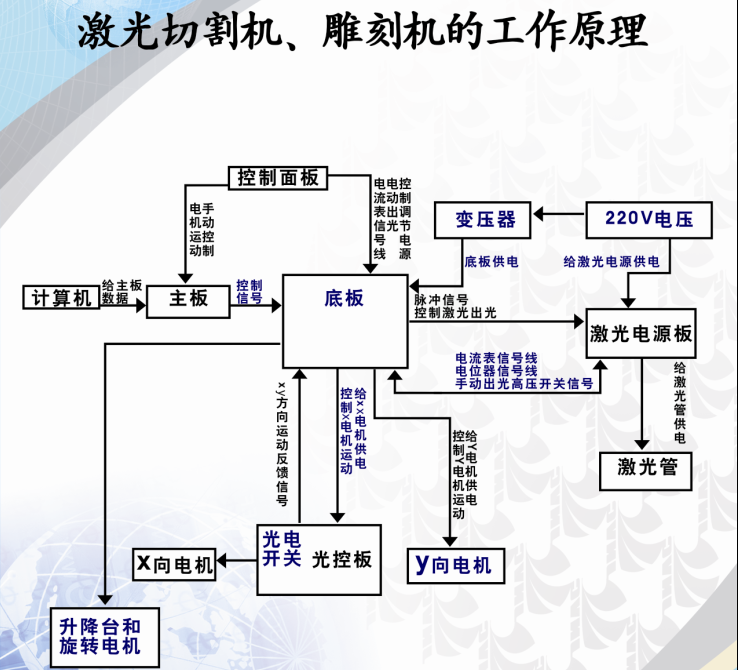 激光切割机、雕刻机的工作原理
控制面板
手动控制
电机运动
控制调节电源
电动出光
电流表信号线
变压器
220V电压
底板供电
给激光电源供电
计算机
给主板
数据
主板
控制
信号
底板
脉冲信号
控制激光出光
激光电源板
电流表信号线
电位器信号线
手动出光高压开关信号
给激光管供电
激光管
xy方向运动反馈信号
给xx电机供电
控制x电机运动
给Y电机供电
控制Y电机运动
光电
开关
光控板
X向电机
y向电机
升降台和
旋转电机